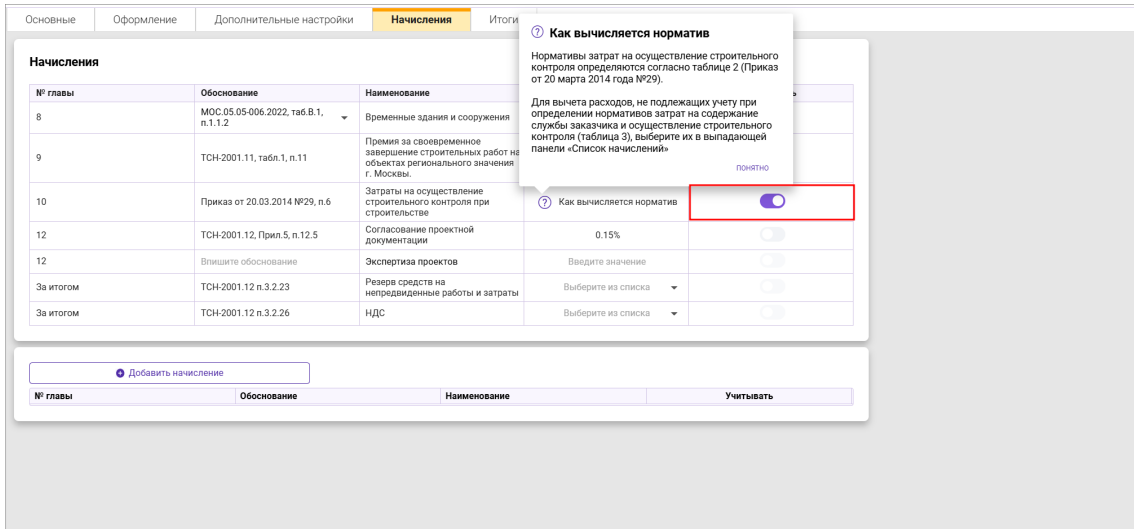 Основные
Оформление
Дополнительные настройки
Начисления
Итоги
Как вычисляется норматив
Нормативы затрат на осуществление строительного
контроля определяются согласно таблице 2 (Приказ
от 20 марта 2014 года №29).
Для вычета расходов, не подлежащих учету при
определении нормативов затрат на содержание
службы заказчика и осуществление строительного
контроля (таблица 3), выберите их в выпадающей
панели «Список начислений»
ПОНЯТНО
Начисления
№ главы
Обоснование
Наименование
8
МОС.05.05-006.2022, таб.В.1,
п.1.1.2
Временные здания и сооружения
9
ТСН-2001.11, табл.1, п.11
Премия за своевременное
завершение строительных работ на
объектах регионального значения
г. Москвы.
10
Приказ от 20.03.2014 №29, п.6
Затраты на осуществление
строительного контроля при
строительстве
? Как вычисляется норматив
12
ТСН-2001.12, Прил.5, п.12.5
Согласование проектной
документации
0.15%
12
Впишите обоснование
Экспертиза проектов
Введите значение
За итогом
ТСН-2001.12 п.3.2.23
Резерв средств на
непредвиденные работы и затраты
Выберите из списка
За итогом
ТСН-2001.12 п.3.2.26
НДС
Выберите из списка
Добавить начисление
№ главы
Обоснование
Наименование
Учитывать